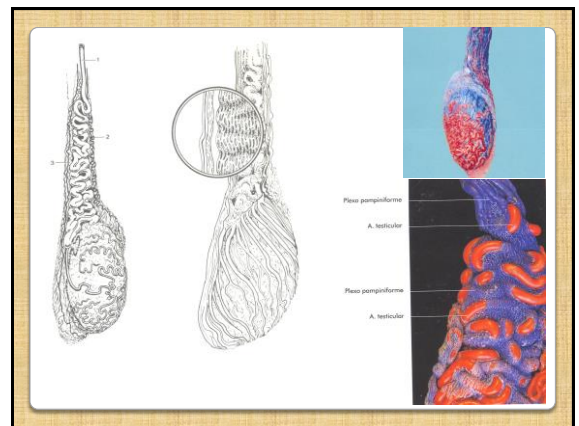 1
2
3
Plexo pampiniforme
A. testicular
Plexo pampiniforme
A. testicular